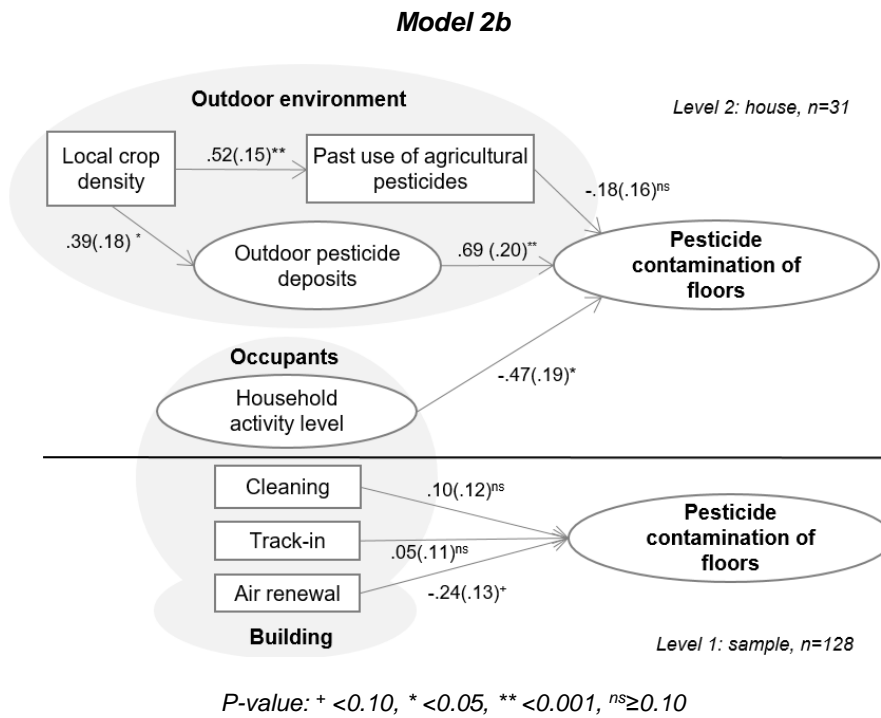 Model 2b
Outdoor environment
Level 2: house, n=31
Local crop
density
.52(.15)**
Past use of agricultural
pesticides
-.18(.16)ns
.39(.18) *
Outdoor pesticide
deposits
.69 (.20)**
Pesticide
contamination of
floors
Occupants
-.47(.19)*
Household
activity level
Cleaning
.10(.12)ns
Track-in
.05(.11)ns
Air renewal
-.24(.13)+
Pesticide
contamination of
floors
Building
Level 1: sample, n=128
P-value: + <0.10, * <0.05, ** <0.001, ns≥0.10